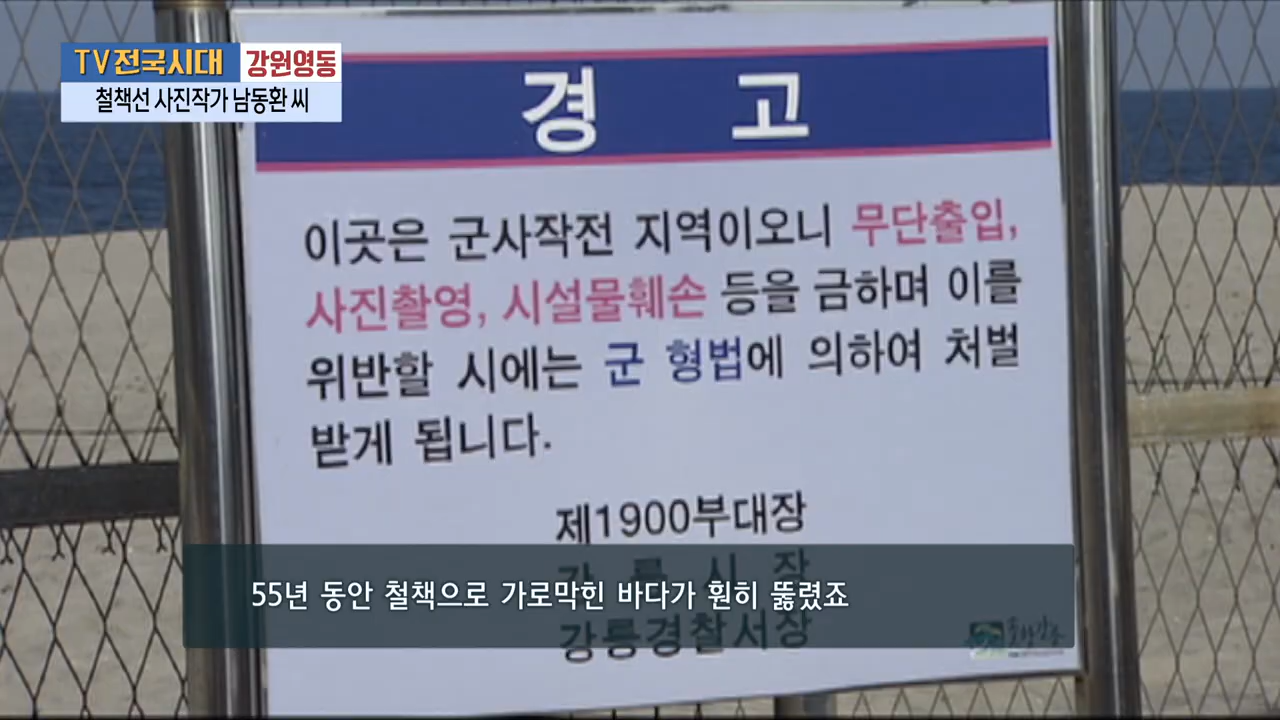 TV전국시대 강원영동
철책선 사진작가 남동환 씨
경 고
이곳은 군사작전 지역이오니 무단출입,
사진촬영, 시설물훼손 등을 금하며 이를
위반할 시에는 군 형법에 의하여 처벌
받게 됩니다.
제1900부대장
강 릉 시 장
55년 동안 철책으로 가로막힌 바다가 훤히 뚫렸죠
강릉경찰서장